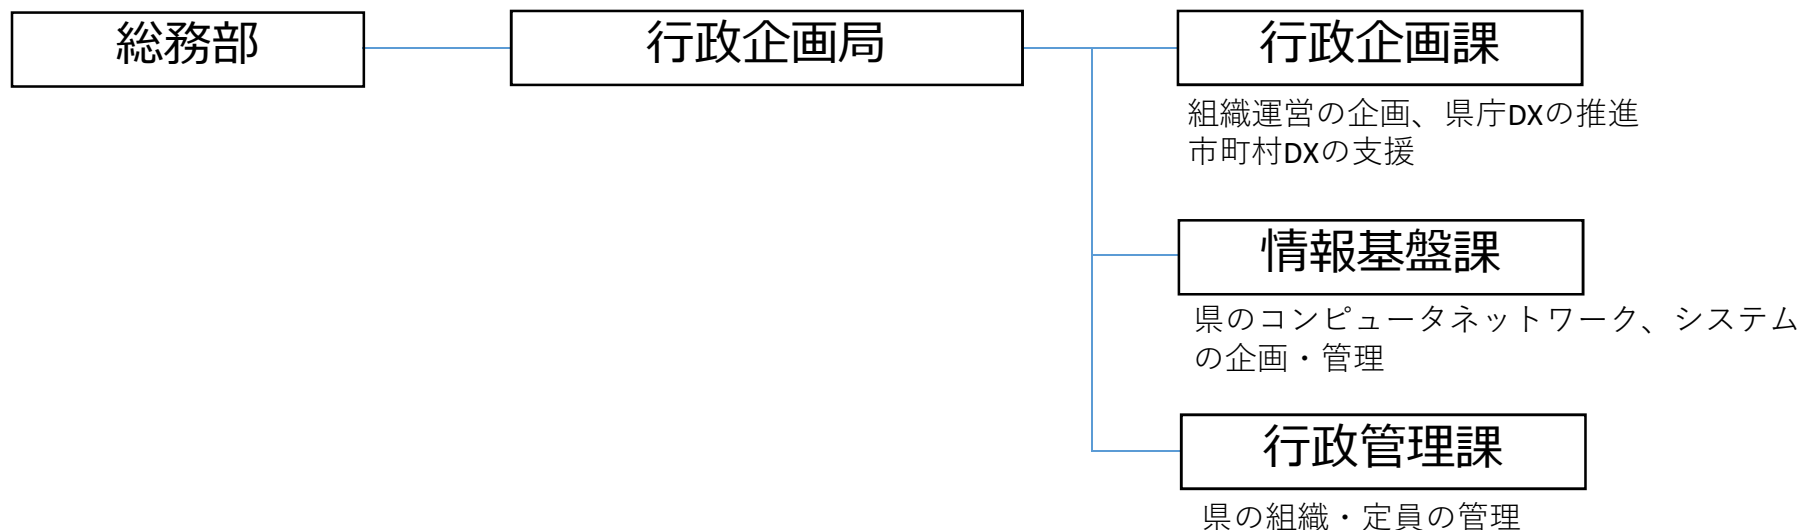 総務部
行政企画局
行政企画課
組織運営の企画、県庁DXの推進
市町村DXの支援
情報基盤課
県のコンピュータネットワーク、システム
の企画・管理
行政管理課
県の組織・定員の管理